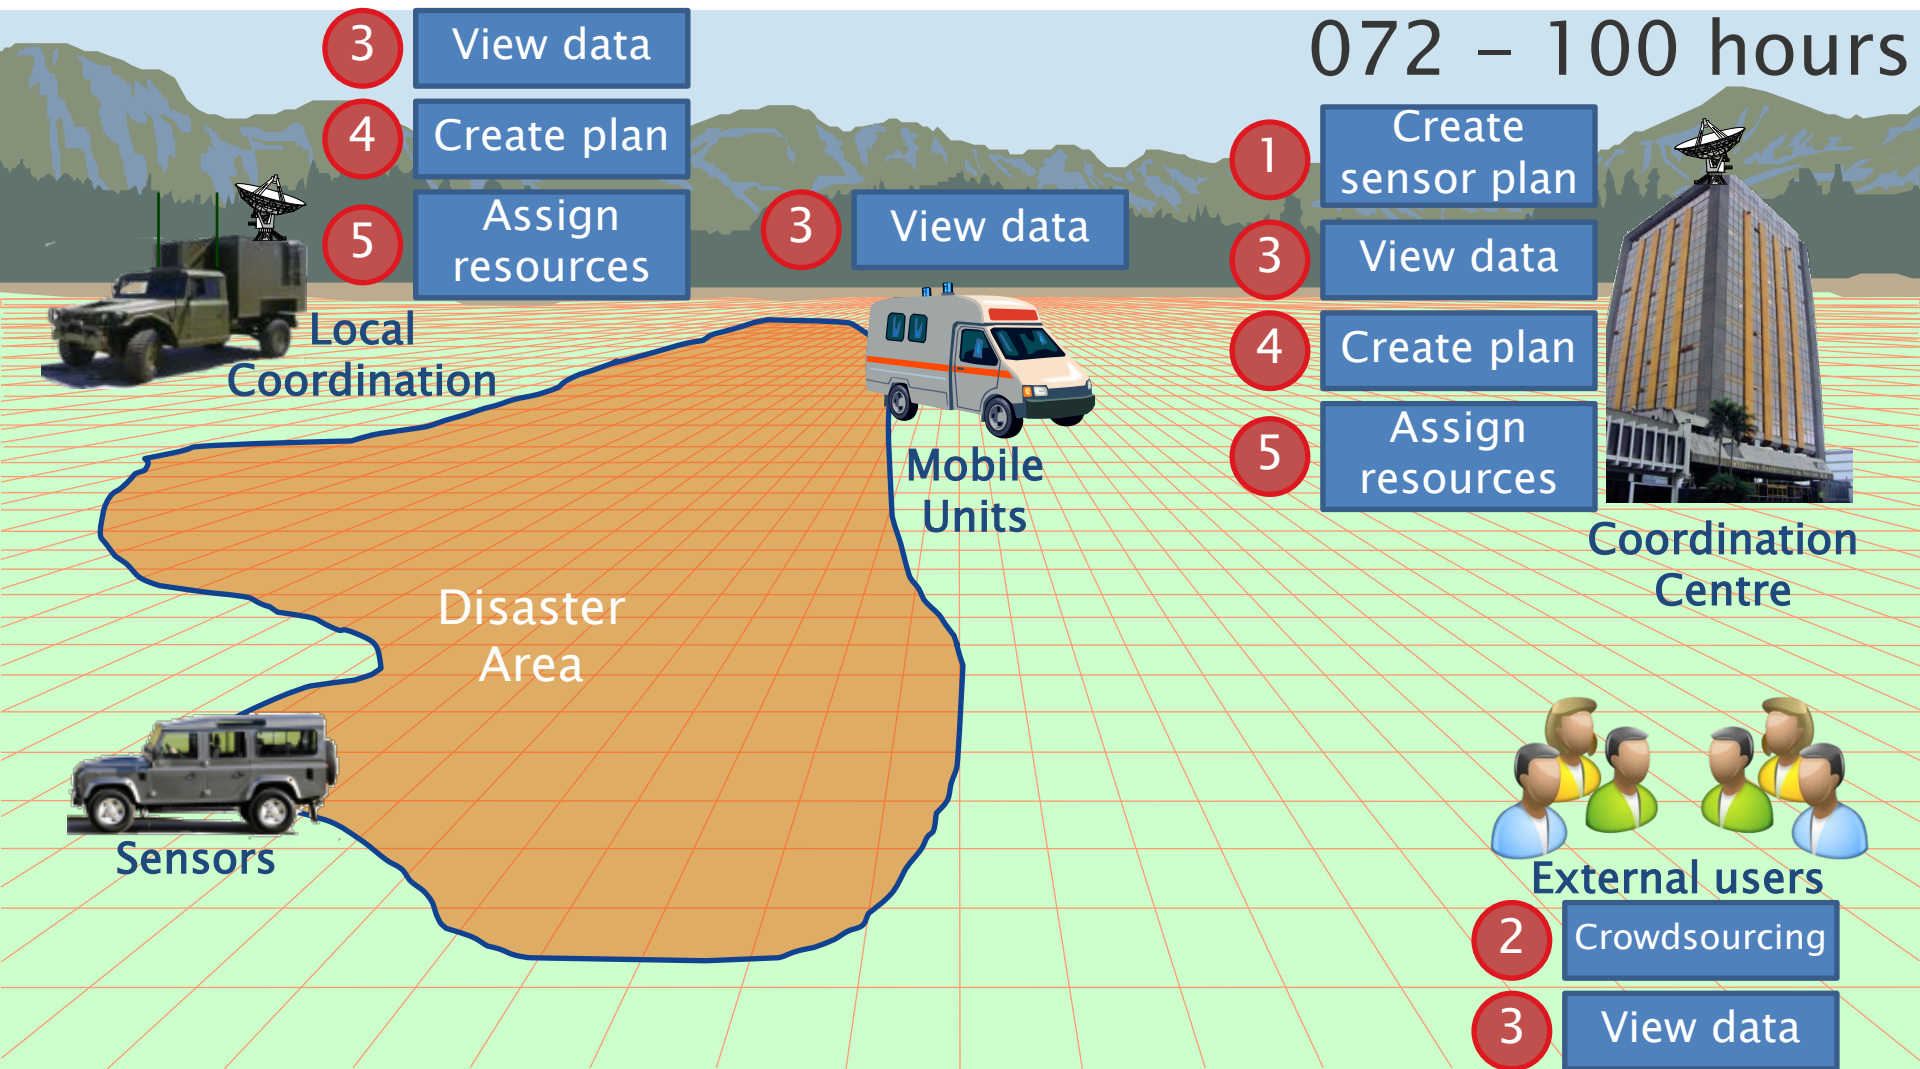 072 – 100 hours
3
View data
4
Create plan
5
Assign
resources
Local
Coordination
3
View data
Mobile
Units
1
Create
sensor plan
3
View data
4
Create plan
5
Assign
resources
Coordination
Centre
Disaster
Area
Sensors
External users
2
Crowdsourcing
3
View data